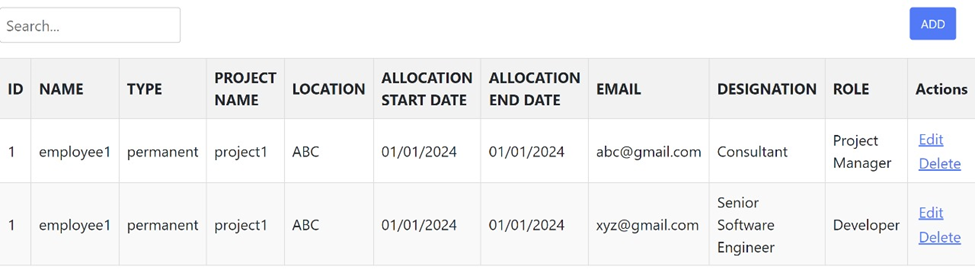 Search...
ADD
ID NAME TYPE PROJECT NAME LOCATION ALLOCATION START DATE ALLOCATION END DATE EMAIL DESIGNATION ROLE Actions
1 employee1 permanent project1 ABC 01/01/2024 01/01/2024 abc@gmail.com Consultant Project Manager Edit Delete
1 employee1 permanent project1 ABC 01/01/2024 01/01/2024 xyz@gmail.com Senior Software Engineer Developer Edit Delete